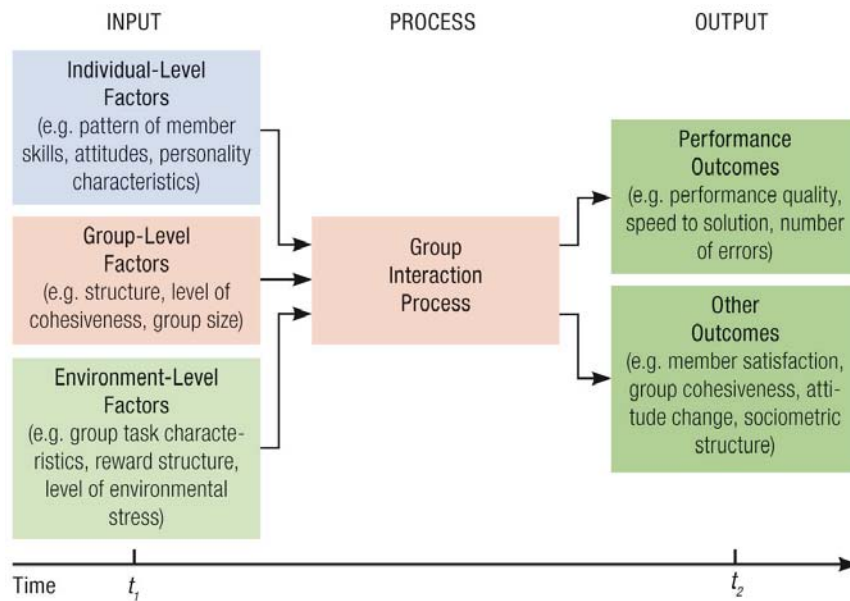 INPUT
PROCESS
OUTPUT
Individual-Level
Factors
(e.g. pattern of member
skills, attitudes, personality
characteristics)
Group-Level
Factors
(e.g. structure, level of
cohesiveness, group size)
Environment-Level
Factors
(e.g. group task characte-
ristics, reward structure,
level of environmental
stress)
Group
Interaction
Process
Performance
Outcomes
(e.g. performance quality,
speed to solution, number
of errors)
Other
Outcomes
(e.g. member satisfaction,
group cohesiveness, atti-
tude change, sociometric
structure)
Time
t1
t2